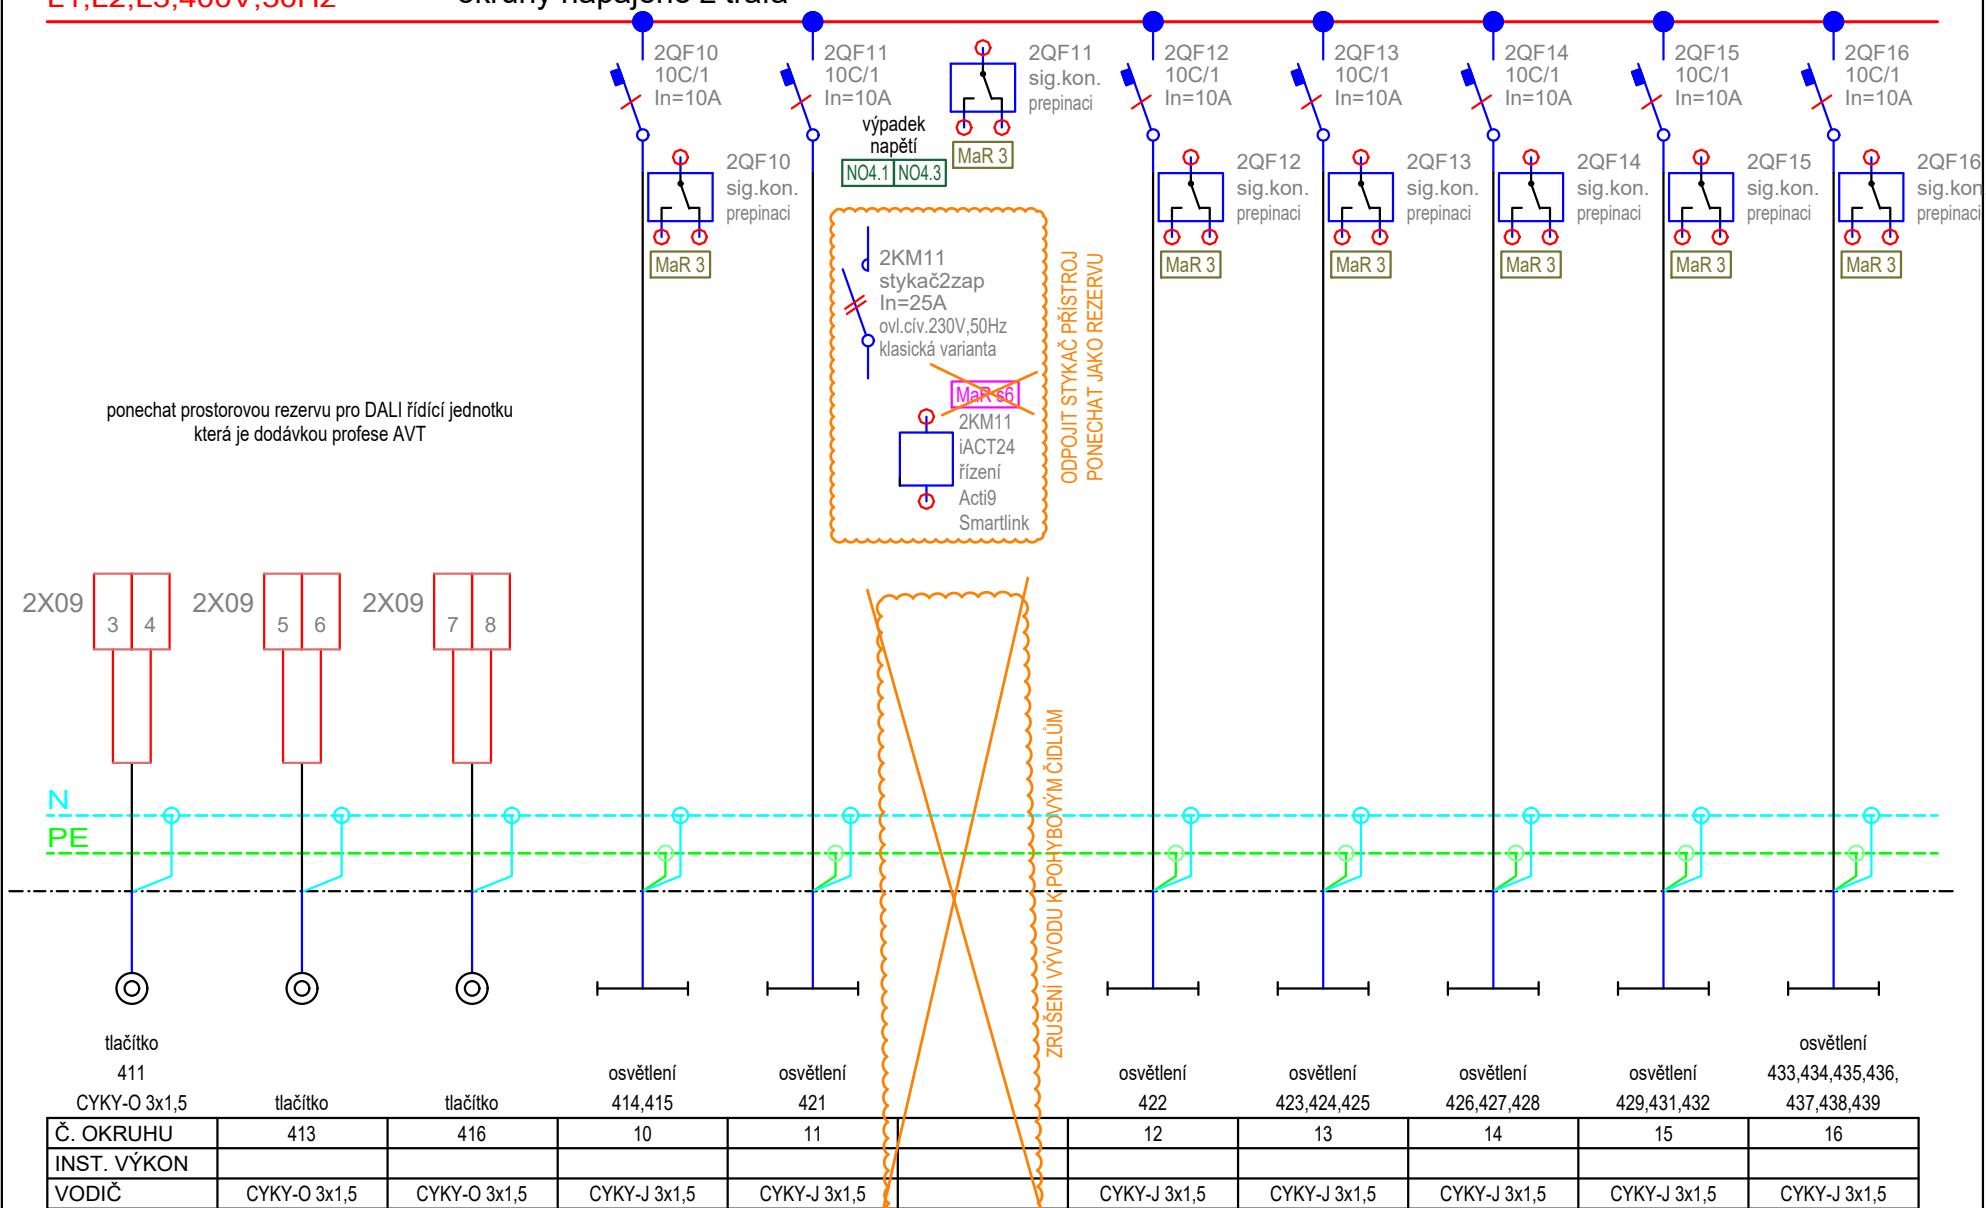 L1,L2,L3,400V,50Hz
okruhy napájené z trafa
2QF10
10C/1
In=10A
2QF11
10C/1
In=10A
2QF11
sig.kon.
prepinaci
2QF12
10C/1
In=10A
2QF13
10C/1
In=10A
2QF14
10C/1
In=10A
2QF15
10C/1
In=10A
2QF16
10C/1
In=10A
výpadek
napětí
NO4.1 NO4.3
MaR 3
2QF10
sig.kon.
prepinaci
MaR 3
2QF12
sig.kon.
prepinaci
MaR 3
2QF13
sig.kon.
prepinaci
MaR 3
2QF14
sig.kon.
prepinaci
MaR 3
2QF15
sig.kon.
prepinaci
MaR 3
2QF16
sig.kon
prepinaci
MaR 3
2KM11
stykač2zap
In=25A
ovl.cív.230V,50Hz
klasická varianta
MaR s6
2KM11
iACT24
řízení
Acti9
Smartlink
ODPOJIT STYKAČ PŘÍSTROJ
PONECHAT JAKO REZERVU
ponechat prostorovou rezervu pro DALI řídící jednotku
která je dodávkou profese AVT
2X09 3 4
2X09 5 6
2X09 7 8
ZRUŠENÍ VÝVODU K POHYBOVÝM ČIDLŮM
N
PE
tlačítko
411
CYKY-O 3x1,5
tlačítko
tlačítko
osvětlení
414,415
osvětlení
421
osvětlení
422
osvětlení
423,424,425
osvětlení
426,427,428
osvětlení
429,431,432
osvětlení
433,434,435,436,
437,438,439
Č. OKRUHU 413 416 10 11 12 13 14 15 16
INST. VÝKON
VODIČ CYKY-O 3x1,5 CYKY-O 3x1,5 CYKY-J 3x1,5 CYKY-J 3x1,5 CYKY-J 3x1,5 CYKY-J 3x1,5 CYKY-J 3x1,5 CYKY-J 3x1,5 CYKY-J 3x1,5